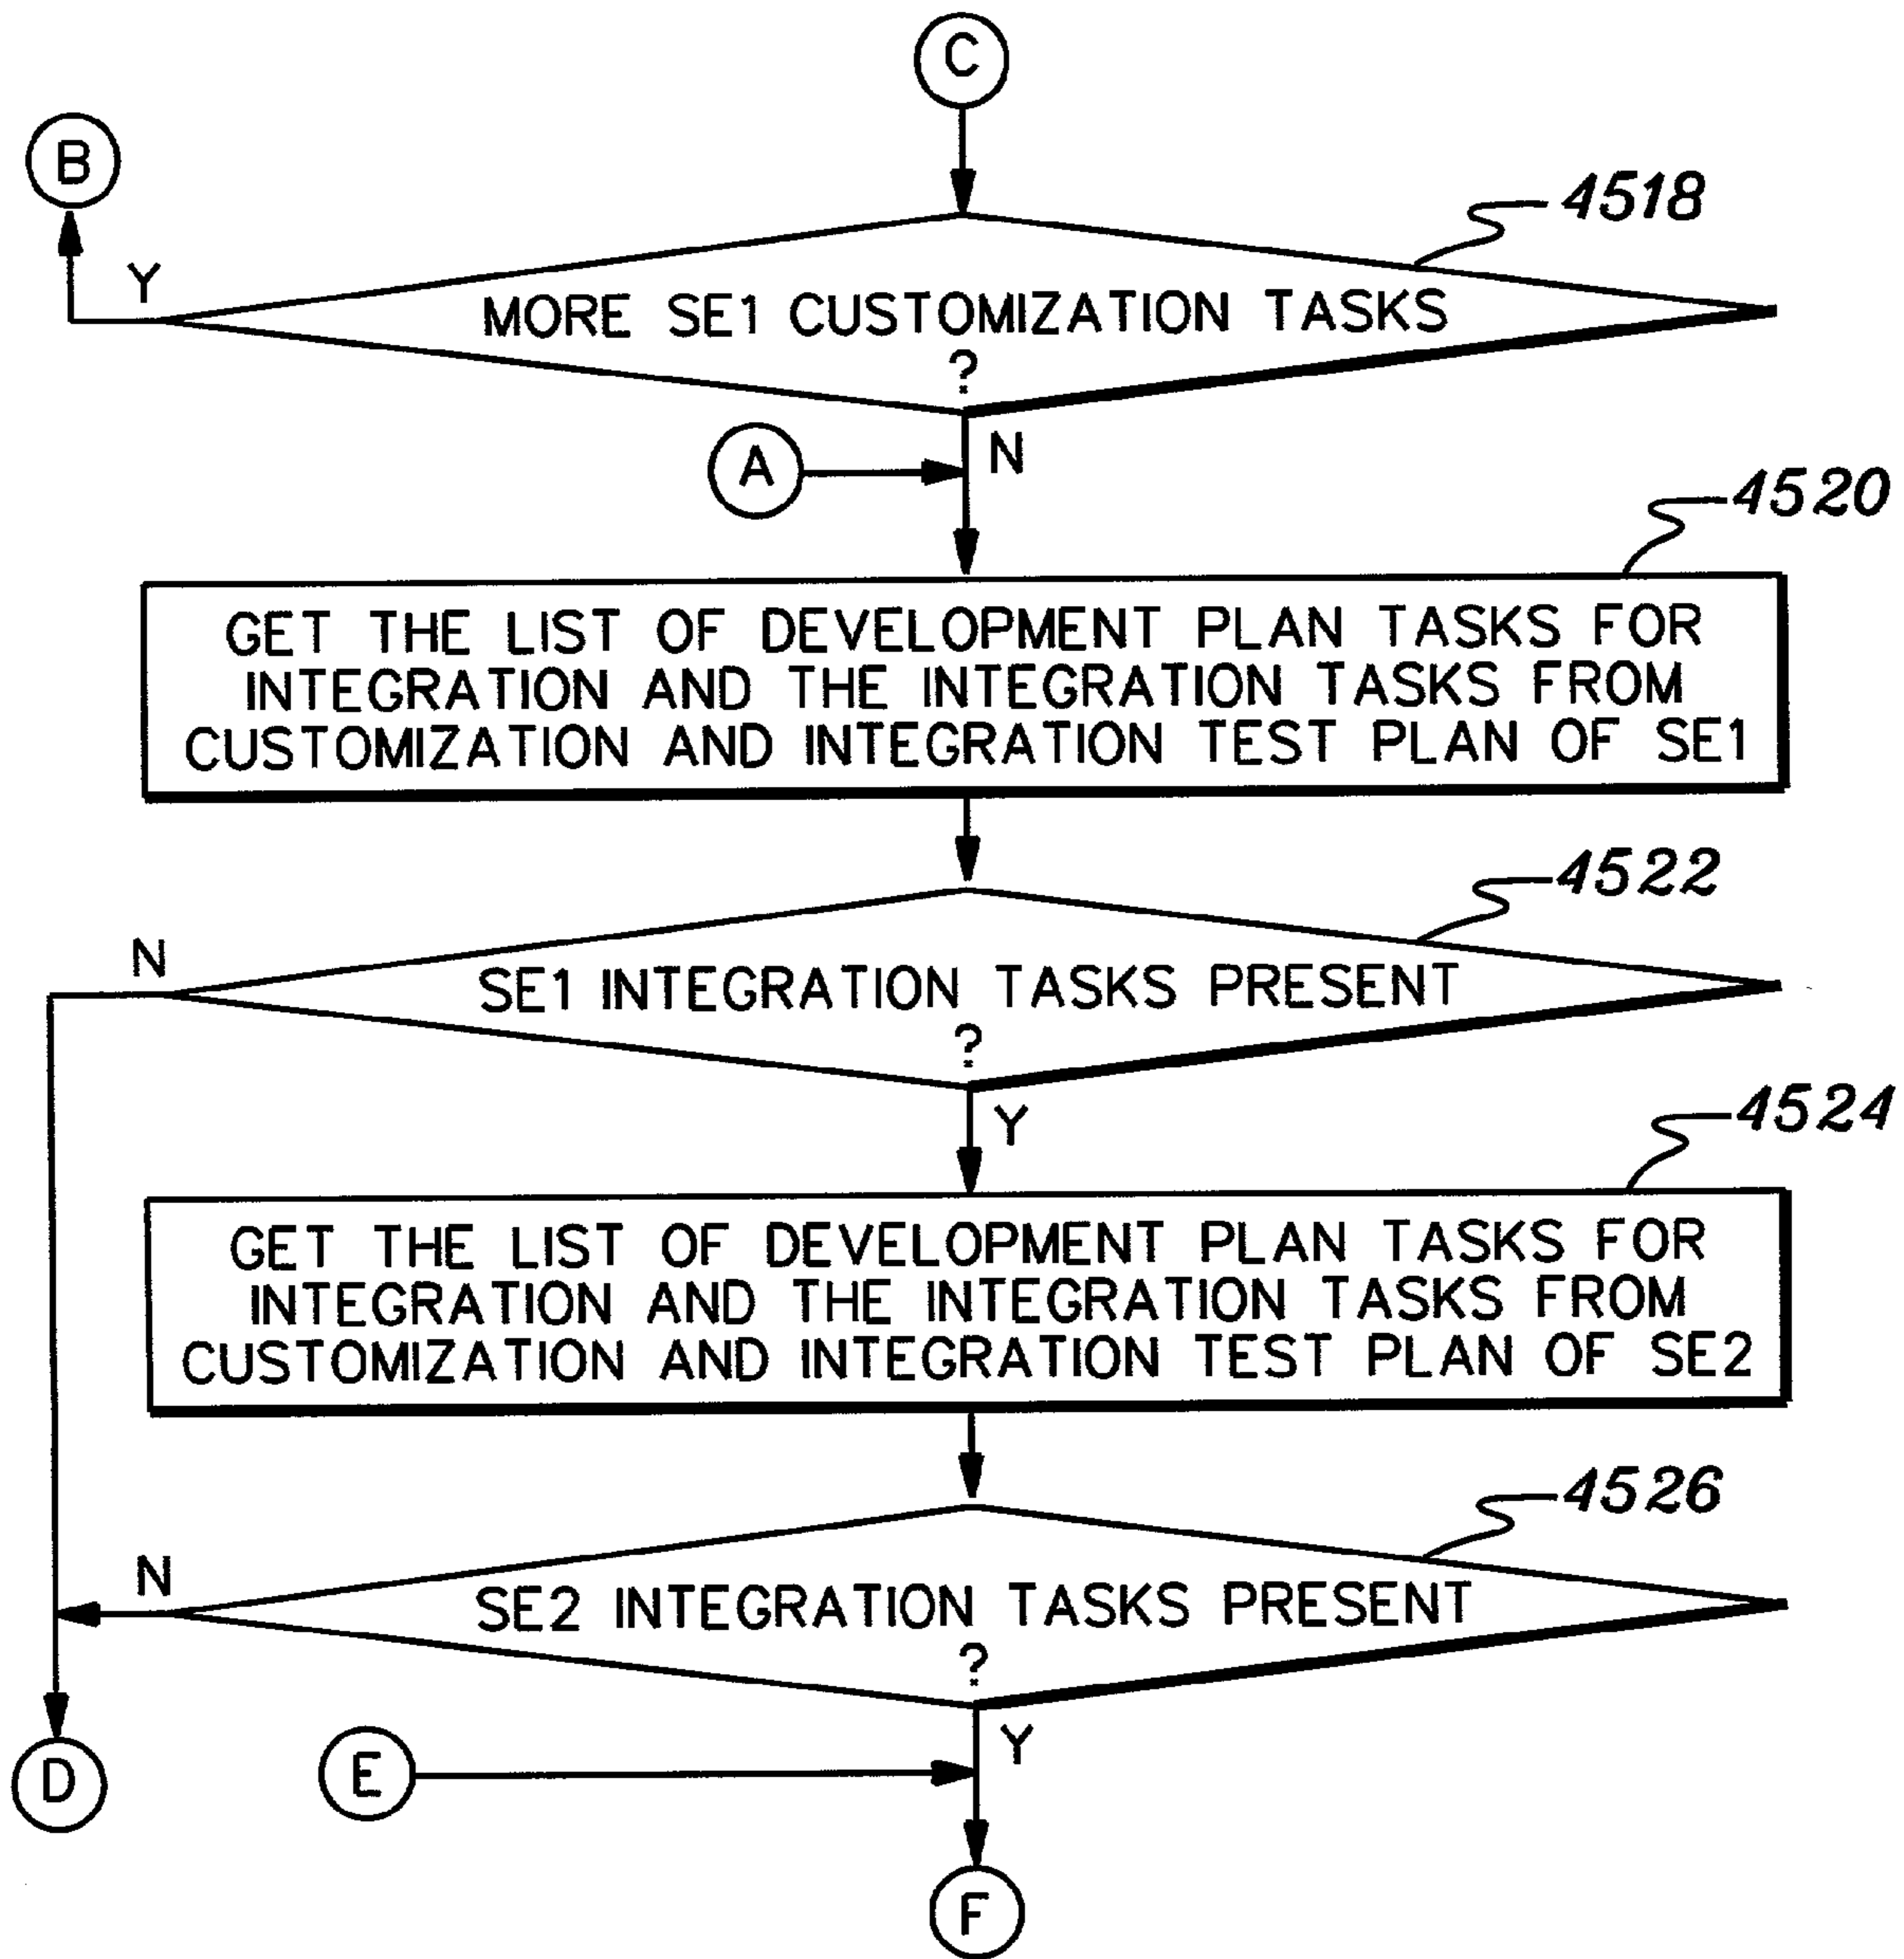 C
B
4518
Y
MORE SE1 CUSTOMIZATION TASKS
?
A
N
4520
GET THE LIST OF DEVELOPMENT PLAN TASKS FOR
INTEGRATION AND THE INTEGRATION TASKS FROM
CUSTOMIZATION AND INTEGRATION TEST PLAN OF SE1
4522
N
SE1 INTEGRATION TASKS PRESENT
?
Y
4524
GET THE LIST OF DEVELOPMENT PLAN TASKS FOR
INTEGRATION AND THE INTEGRATION TASKS FROM
CUSTOMIZATION AND INTEGRATION TEST PLAN OF SE2
4526
N
SE2 INTEGRATION TASKS PRESENT
?
Y
D
E
F